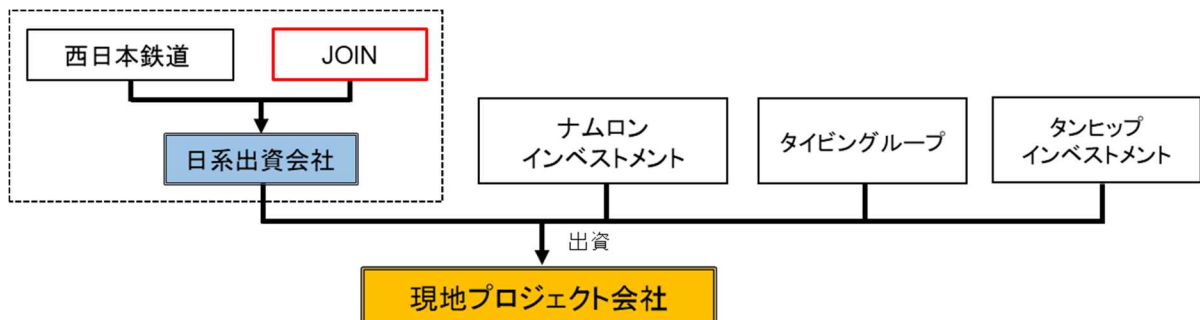 西日本鉄道
JOIN
日系出資会社
ナムロン
インベストメント
タイビングループ
タンヒップ
インベストメント
出資
現地プロジェクト会社